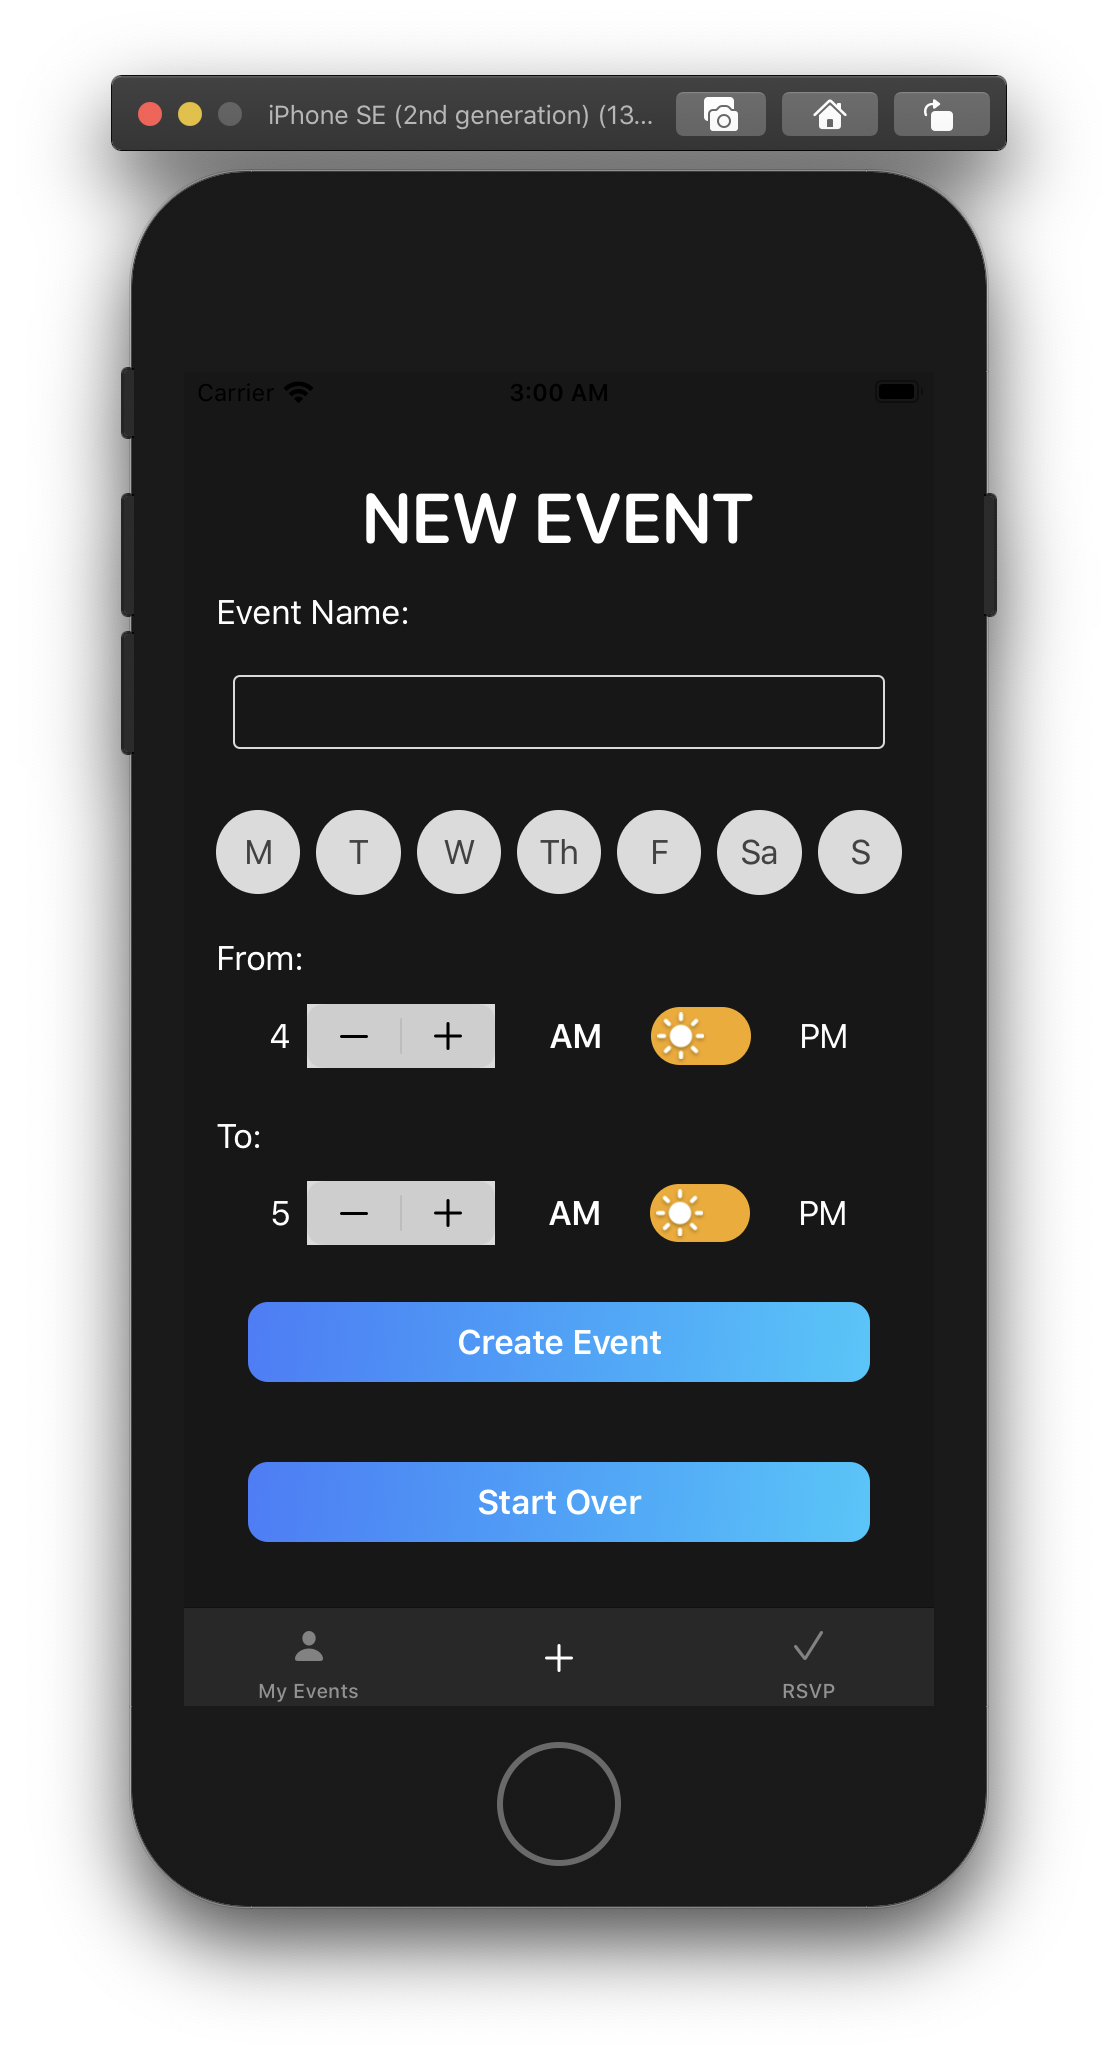 iPhone SE (2nd generation) (13...
Carrier 3:00 AM
NEW EVENT
Event Name:
M T W Th F Sa S
From:
4 − + AM PM
To:
5 − + AM PM
Create Event
Start Over
+
My Events RSVP